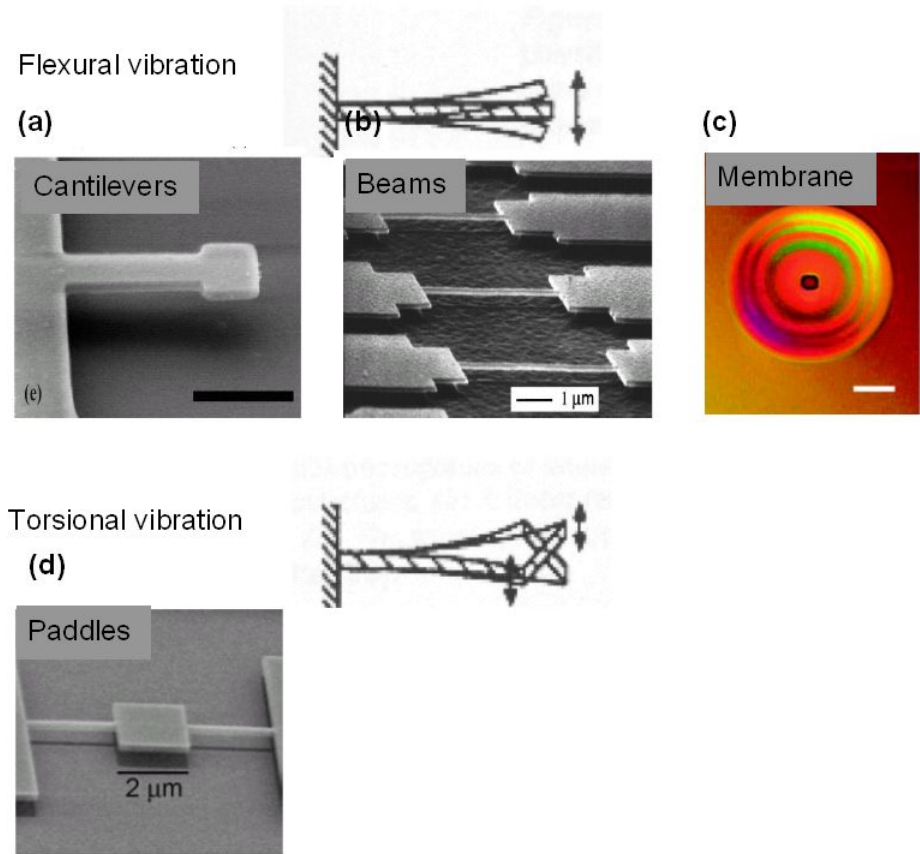 Flexural vibration
(a)
(b)
(c)
Cantilevers
Beams
Membrane
(e)
1 μm
Torsional vibration
(d)
Paddles
2 μm